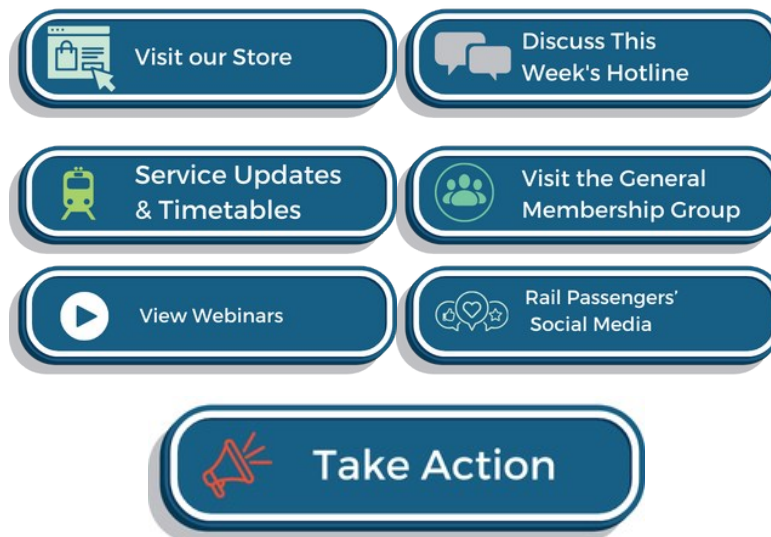 Visit our Store
Discuss This
Week's Hotline
Service Updates
& Timetables
Visit the General
Membership Group
View Webinars
Rail Passengers’
Social Media
Take Action